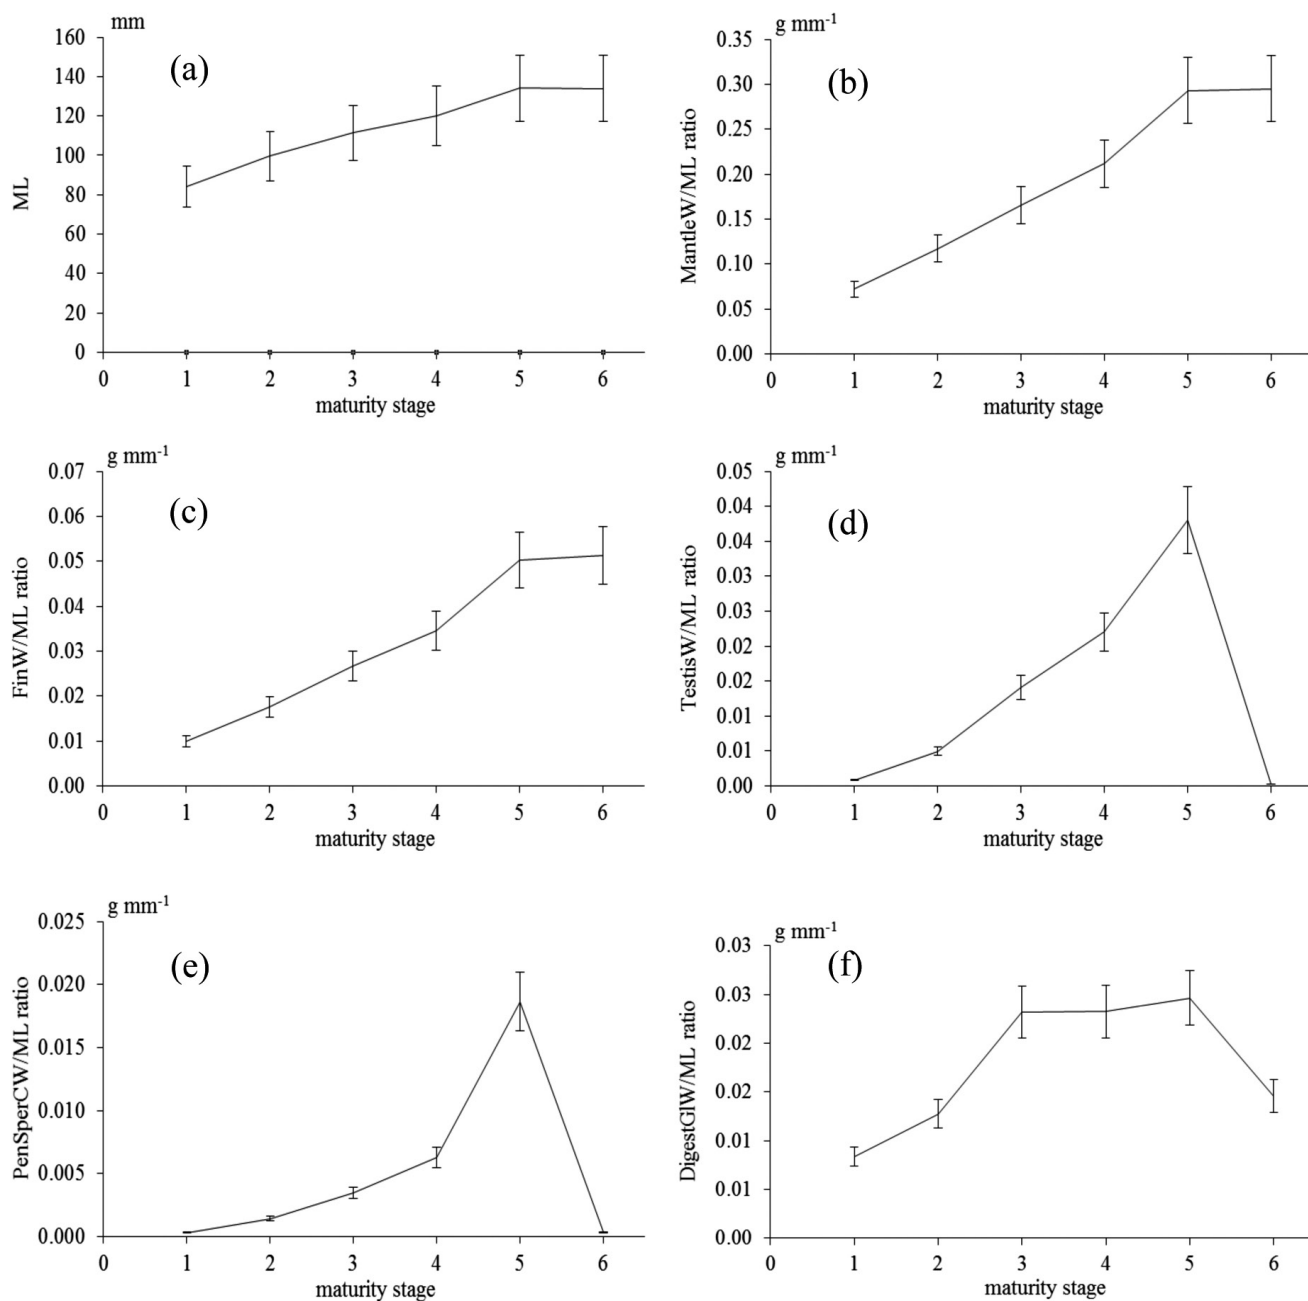 mm
160
140
120
100
80
60
40
20
0
ML
(a)
0 1 2 3 4 5 6
maturity stage
g mm-1
0.35
0.30
0.25
0.20
0.15
0.10
0.05
0.00
MantleW/ML ratio
(b)
0 1 2 3 4 5 6
maturity stage
g mm-1
0.07
0.06
0.05
0.04
0.03
0.02
0.01
0.00
FinW/ML ratio
(c)
0 1 2 3 4 5 6
maturity stage
g mm-1
0.05
0.04
0.04
0.03
0.03
0.02
0.02
0.01
0.01
0.00
TestisW/ML ratio
(d)
0 1 2 3 4 5 6
maturity stage
g mm-1
0.025
0.020
0.015
0.010
0.005
0.000
PenSperCW/ML ratio
(e)
0 1 2 3 4 5 6
maturity stage
g mm-1
0.03
0.03
0.02
0.02
0.01
0.01
0.00
DigestGlW/ML ratio
(f)
0 1 2 3 4 5 6
maturity stage